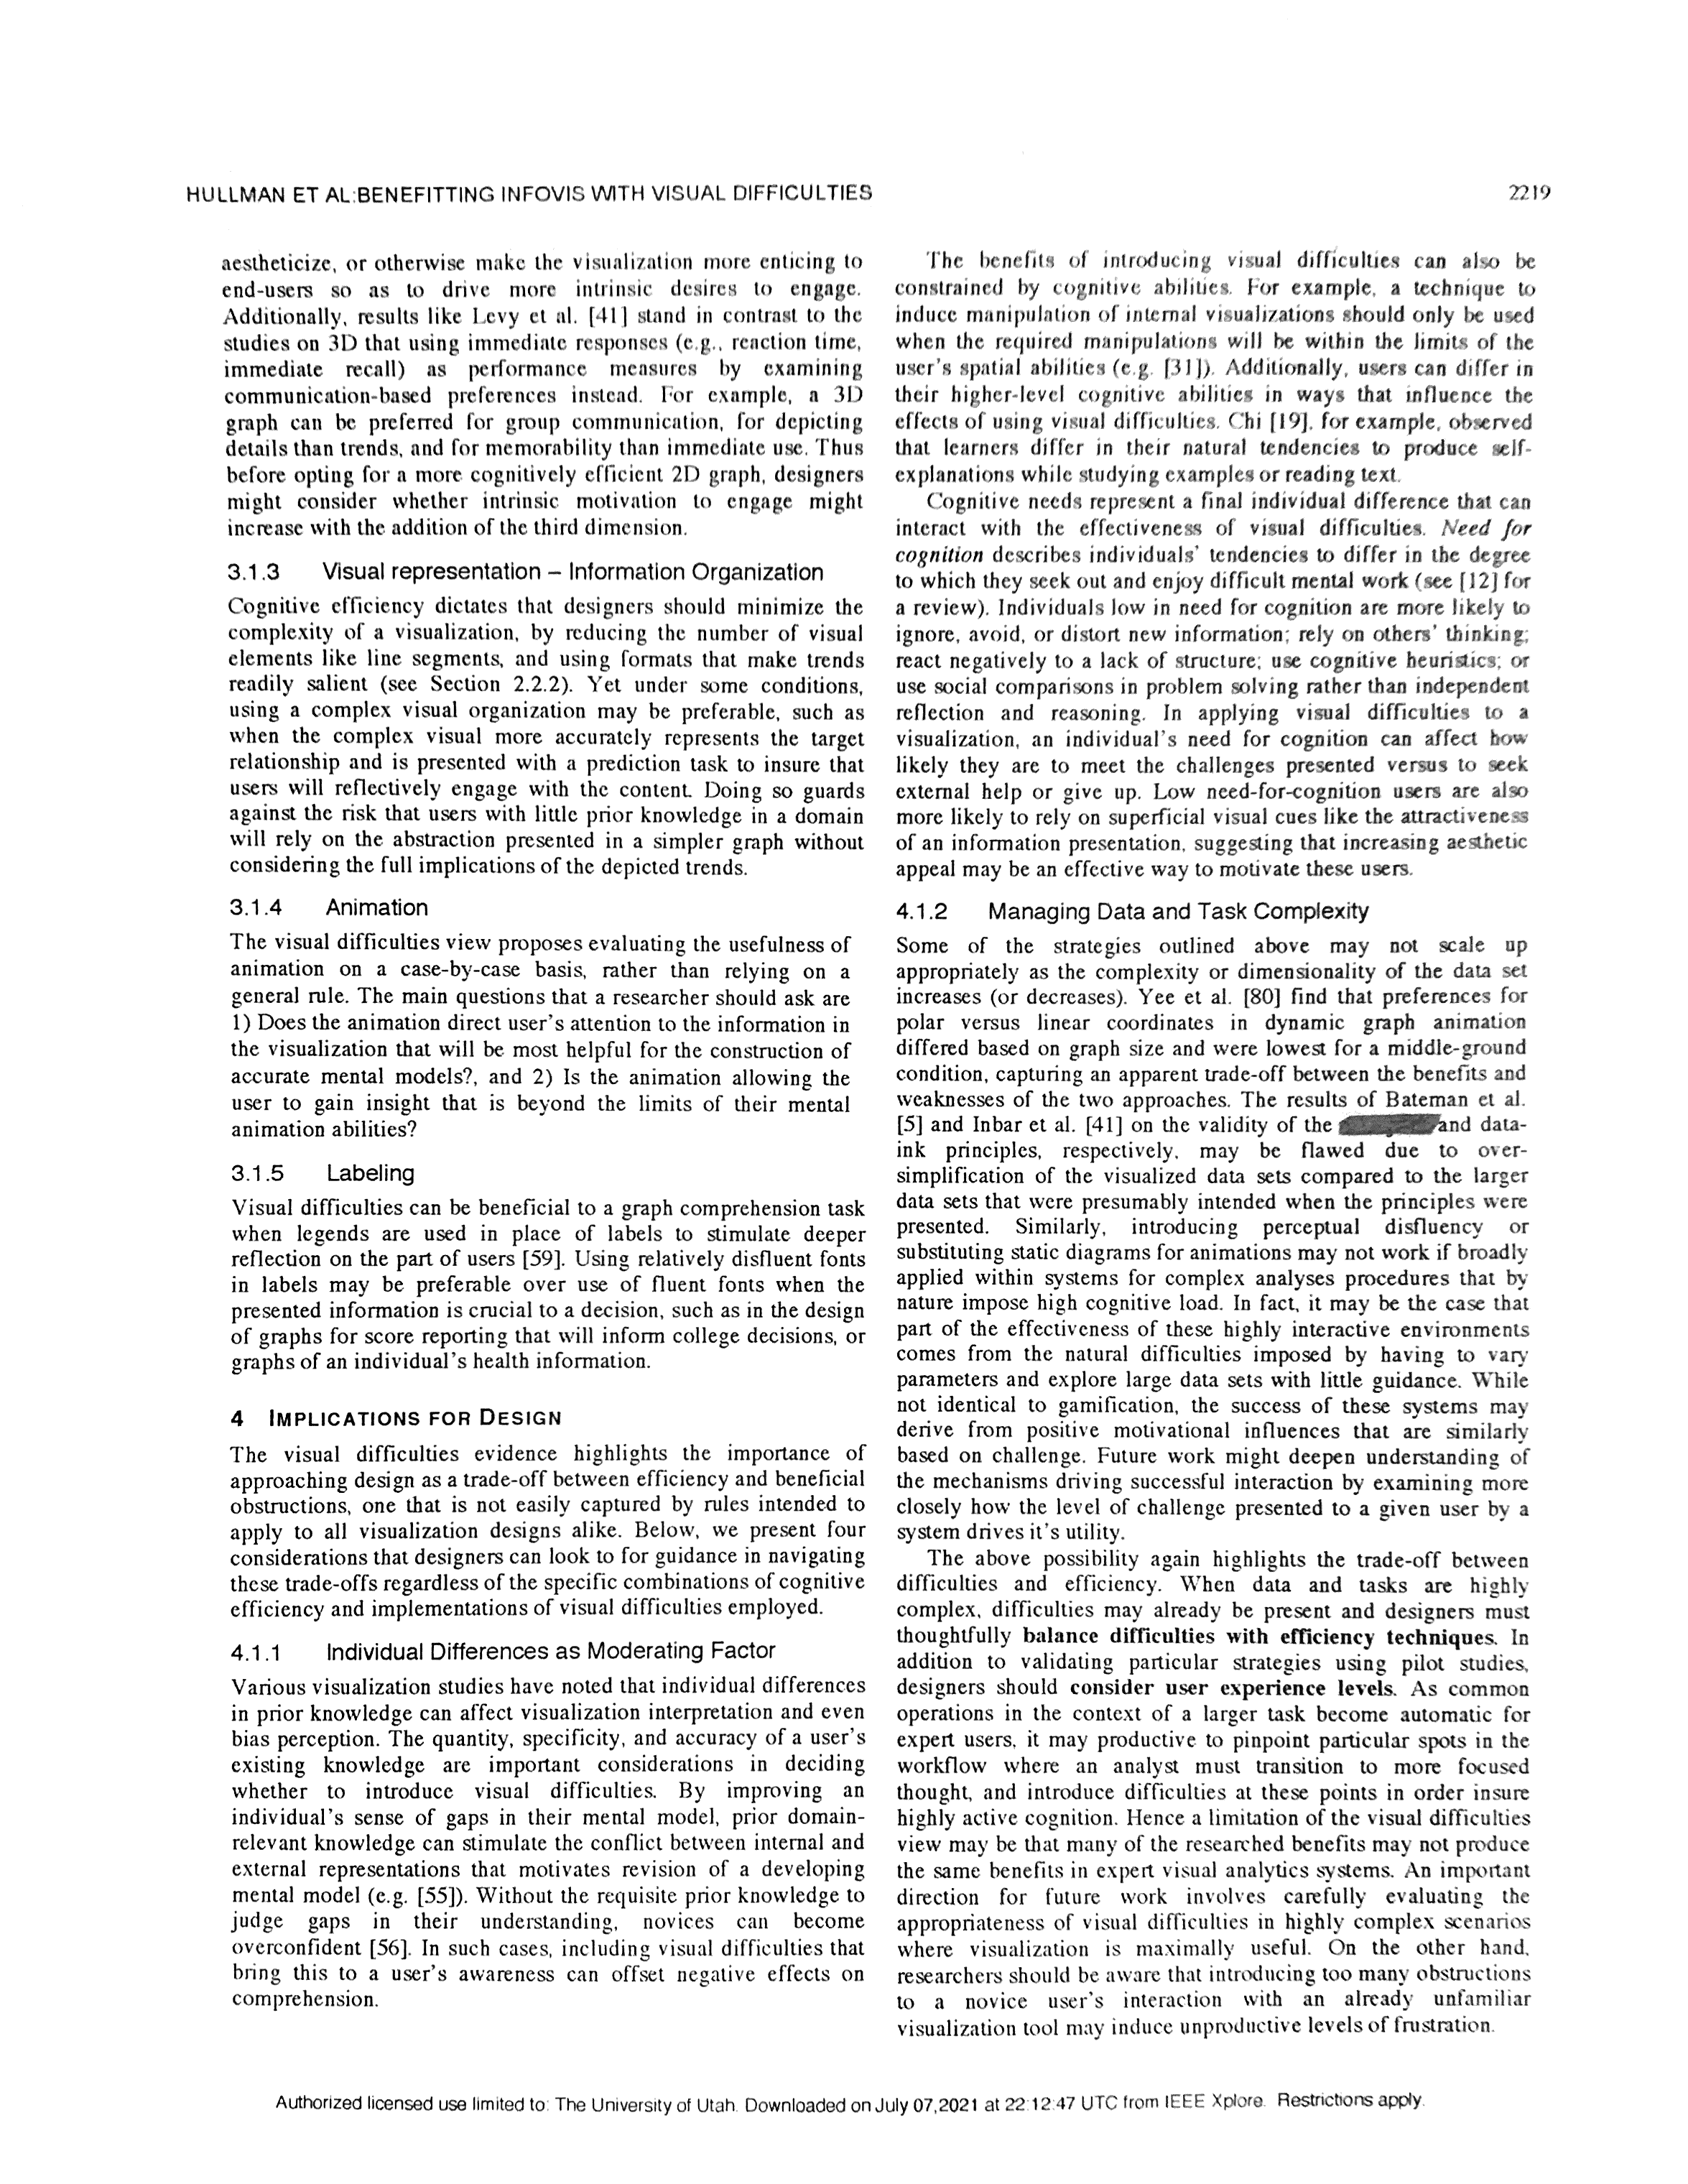 HULLMAN ET AL:BENEFITTING INFOVIS WITH VISUAL DIFFICULTIES
2219
aestheticize, or otherwise make the visualization more enticing to
end-users so as to drive more intrinsic desires to engage.
Additionally, results like Levy et al. [41] stand in contrast to the
studies on 3D that using immediate responses (e.g., reaction time,
immediate recall) as performance measures by examining
communication-based preferences instead. For example, a 3D
graph can be preferred for group communication, for depicting
details than trends, and for memorability than immediate use. Thus
before opting for a more cognitively efficient 2D graph, designers
might consider whether intrinsic motivation to engage might
increase with the addition of the third dimension.
3.1.3 Visual representation – Information Organization
Cognitive efficiency dictates that designers should minimize the
complexity of a visualization, by reducing the number of visual
elements like line segments, and using formats that make trends
readily salient (see Section 2.2.2). Yet under some conditions,
using a complex visual organization may be preferable, such as
when the complex visual more accurately represents the target
relationship and is presented with a prediction task to insure that
users will reflectively engage with the content. Doing so guards
against the risk that users with little prior knowledge in a domain
will rely on the abstraction presented in a simpler graph without
considering the full implications of the depicted trends.
3.1.4 Animation
The visual difficulties view proposes evaluating the usefulness of
animation on a case-by-case basis, rather than relying on a
general rule. The main questions that a researcher should ask are
1) Does the animation direct user's attention to the information in
the visualization that will be most helpful for the construction of
accurate mental models?, and 2) Is the animation allowing the
user to gain insight that is beyond the limits of their mental
animation abilities?
3.1.5 Labeling
Visual difficulties can be beneficial to a graph comprehension task
when legends are used in place of labels to stimulate deeper
reflection on the part of users [59]. Using relatively disfluent fonts
in labels may be preferable over use of fluent fonts when the
presented information is crucial to a decision, such as in the design
of graphs for score reporting that will inform college decisions, or
graphs of an individual's health information.
4 IMPLICATIONS FOR DESIGN
The visual difficulties evidence highlights the importance of
approaching design as a trade-off between efficiency and beneficial
obstructions, one that is not easily captured by rules intended to
apply to all visualization designs alike. Below, we present four
considerations that designers can look to for guidance in navigating
these trade-offs regardless of the specific combinations of cognitive
efficiency and implementations of visual difficulties employed.
4.1.1 Individual Differences as Moderating Factor
Various visualization studies have noted that individual differences
in prior knowledge can affect visualization interpretation and even
bias perception. The quantity, specificity, and accuracy of a user's
existing knowledge are important considerations in deciding
whether to introduce visual difficulties. By improving an
individual's sense of gaps in their mental model, prior domain-
relevant knowledge can stimulate the conflict between internal and
external representations that motivates revision of a developing
mental model (e.g. [55]). Without the requisite prior knowledge to
judge gaps in their understanding, novices can become
overconfident [56]. In such cases, including visual difficulties that
bring this to a user's awareness can offset negative effects on
comprehension.
The benefits of introducing visual difficulties can also be
constrained by cognitive abilities. For example, a technique to
induce manipulation of internal visualizations should only be used
when the required manipulations will be within the limits of the
user's spatial abilities (e.g. [31]). Additionally, users can differ in
their higher-level cognitive abilities in ways that influence the
effects of using visual difficulties. Chi [19], for example, observed
that learners differ in their natural tendencies to produce self-
explanations while studying examples or reading text.
Cognitive needs represent a final individual difference that can
interact with the effectiveness of visual difficulties. Need for
cognition describes individuals' tendencies to differ in the degree
to which they seek out and enjoy difficult mental work (see [12] for
a review). Individuals low in need for cognition are more likely to
ignore, avoid, or distort new information; rely on others' thinking;
react negatively to a lack of structure; use cognitive heuristics; or
use social comparisons in problem solving rather than independent
reflection and reasoning. In applying visual difficulties to a
visualization, an individual's need for cognition can affect how
likely they are to meet the challenges presented versus to seek
external help or give up. Low need-for-cognition users are also
more likely to rely on superficial visual cues like the attractiveness
of an information presentation, suggesting that increasing aesthetic
appeal may be an effective way to motivate these users.
4.1.2 Managing Data and Task Complexity
Some of the strategies outlined above may not scale up
appropriately as the complexity or dimensionality of the data set
increases (or decreases). Yee et al. [80] find that preferences for
polar versus linear coordinates in dynamic graph animation
differed based on graph size and were lowest for a middle-ground
condition, capturing an apparent trade-off between the benefits and
weaknesses of the two approaches. The results of Bateman et al.
[5] and Inbar et al. [41] on the validity of the and data-
ink principles, respectively, may be flawed due to over-
simplification of the visualized data sets compared to the larger
data sets that were presumably intended when the principles were
presented. Similarly, introducing perceptual disfluency or
substituting static diagrams for animations may not work if broadly
applied within systems for complex analyses procedures that by
nature impose high cognitive load. In fact, it may be the case that
part of the effectiveness of these highly interactive environments
comes from the natural difficulties imposed by having to vary
parameters and explore large data sets with little guidance. While
not identical to gamification, the success of these systems may
derive from positive motivational influences that are similarly
based on challenge. Future work might deepen understanding of
the mechanisms driving successful interaction by examining more
closely how the level of challenge presented to a given user by a
system drives it's utility.
The above possibility again highlights the trade-off between
difficulties and efficiency. When data and tasks are highly
complex, difficulties may already be present and designers must
thoughtfully balance difficulties with efficiency techniques. In
addition to validating particular strategies using pilot studies,
designers should consider user experience levels. As common
operations in the context of a larger task become automatic for
expert users, it may productive to pinpoint particular spots in the
workflow where an analyst must transition to more focused
thought, and introduce difficulties at these points in order insure
highly active cognition. Hence a limitation of the visual difficulties
view may be that many of the researched benefits may not produce
the same benefits in expert visual analytics systems. An important
direction for future work involves carefully evaluating the
appropriateness of visual difficulties in highly complex scenarios
where visualization is maximally useful. On the other hand,
researchers should be aware that introducing too many obstructions
to a novice user's interaction with an already unfamiliar
visualization tool may induce unproductive levels of frustration.
Authorized licensed use limited to: The University of Utah. Downloaded on July 07,2021 at 22:12:47 UTC from IEEE Xplore. Restrictions apply.